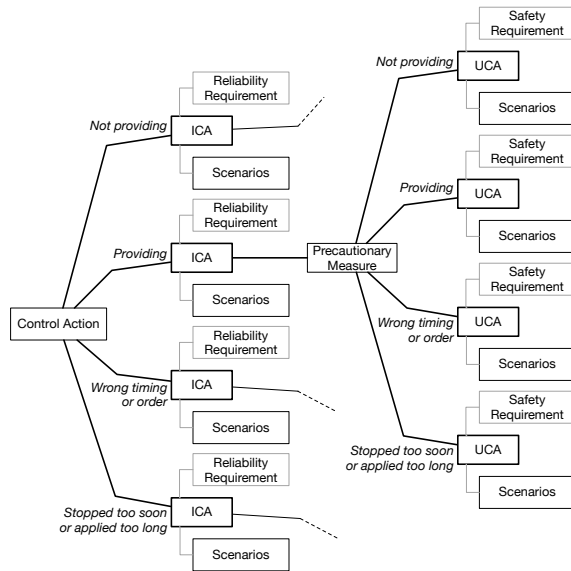 Control Action
Not providing
Reliability
Requirement
ICA
Scenarios
Providing
Reliability
Requirement
ICA
Scenarios
Wrong timing
or order
Reliability
Requirement
ICA
Scenarios
Stopped too soon
or applied too long
Reliability
Requirement
ICA
Scenarios
Precautionary
Measure
Not providing
Safety
Requirement
UCA
Scenarios
Providing
Safety
Requirement
UCA
Scenarios
Wrong timing
or order
Safety
Requirement
UCA
Scenarios
Stopped too soon
or applied too long
Safety
Requirement
UCA
Scenarios